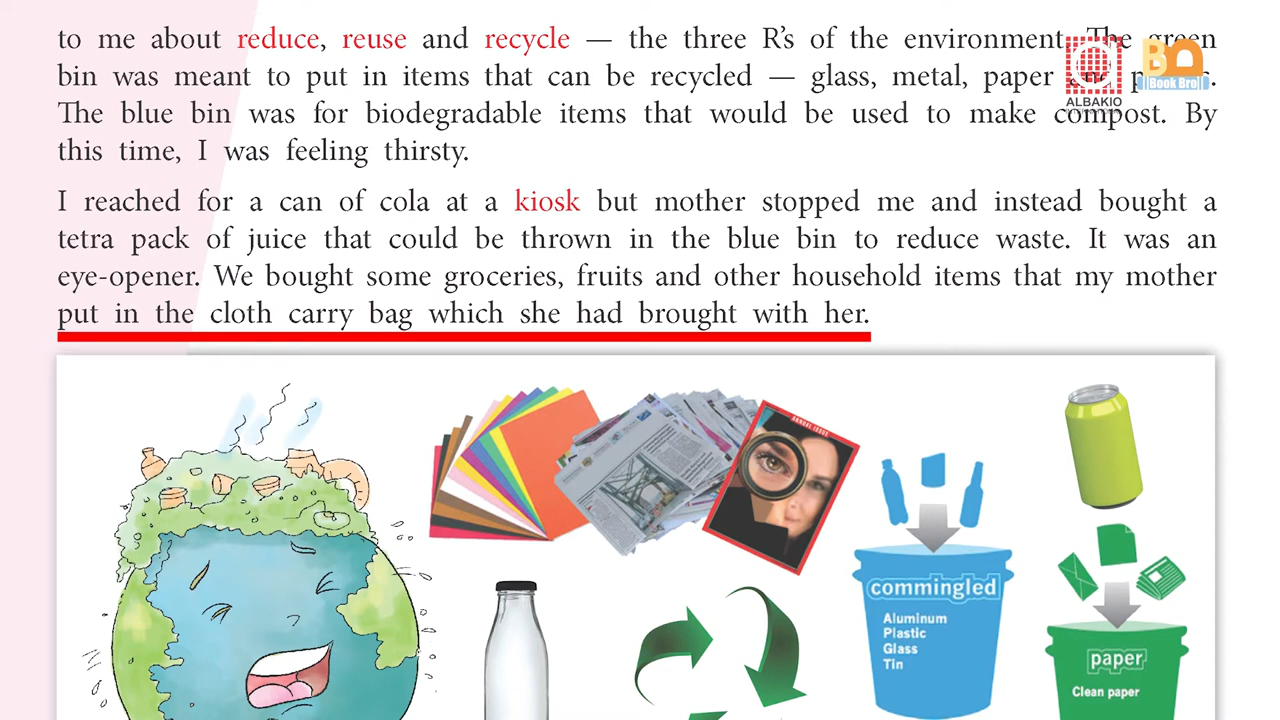 to me about reduce, reuse and recycle — the three R's of the environment. The green
bin was meant to put in items that can be recycled — glass, metal, paper
The blue bin was for biodegradable items that would be used to make compost. By
this time, I was feeling thirsty.
I reached for a can of cola at a kiosk but mother stopped me and instead bought a
tetra pack of juice that could be thrown in the blue bin to reduce waste. It was an
eye-opener. We bought some groceries, fruits and other household items that my mother
put in the cloth carry bag which she had brought with her.
ALBAKIO
Book Bro
ANNUAL ISSUE
commingled
Aluminum
Plastic
Glass
Tin
paper
Clean paper